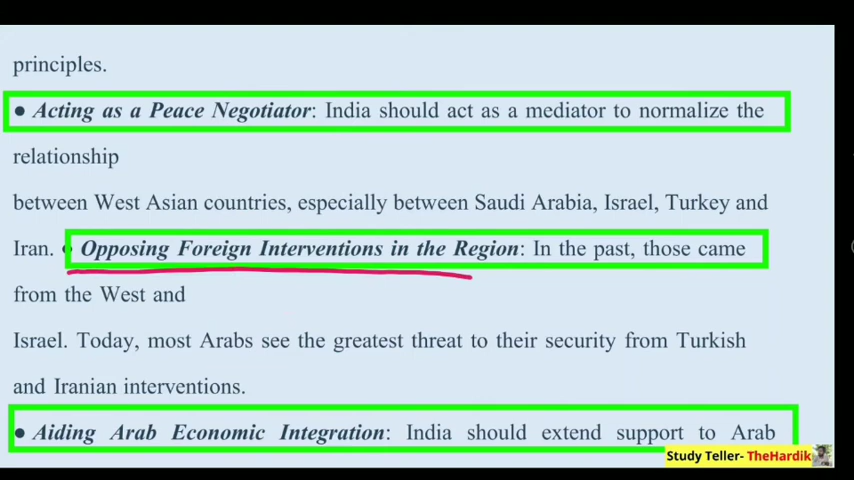 principles.
● Acting as a Peace Negotiator: India should act as a mediator to normalize the
relationship
between West Asian countries, especially between Saudi Arabia, Israel, Turkey and
Iran. ● Opposing Foreign Interventions in the Region: In the past, those came
from the West and
Israel. Today, most Arabs see the greatest threat to their security from Turkish
and Iranian interventions.
● Aiding Arab Economic Integration: India should extend support to Arab
Study Teller- TheHardik